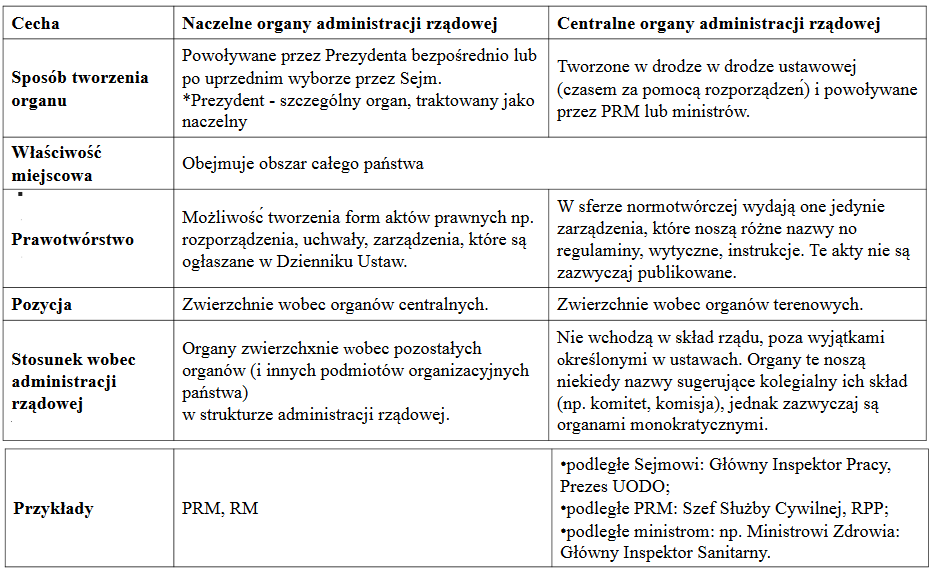 Cecha
Naczelne organy administracji rządowej
Centralne organy administracji rządowej
Sposób tworzenia
organu
Powoływane przez Prezydenta bezpośrednio lub
po uprzednim wyborze przez Sejm.
*Prezydent - szczególny organ, traktowany jako
naczelny
Tworzone w drodze w drodze ustawowej
(czasem za pomocą rozporządzeń) i powoływane
przez PRM lub ministrów.
Właściwość
miejscowa
Obejmuje obszar całego państwa
Prawotwórstwo
Możliwość tworzenia form aktów prawnych np.
rozporządzenia, uchwały, zarządzenia, które są
ogłaszane w Dzienniku Ustaw.
W sferze normotwórczej wydają one jedynie
zarządzenia, które noszą różne nazwy no
regulaminy, wytyczne, instrukcje. Te akty nie są
zazwyczaj publikowane.
Pozycja
Zwierzchnie wobec organów centralnych.
Zwierzchnie wobec organów terenowych.
Stosunek wobec
administracji
rządowej
Organy zwierzchxnie wobec pozostałych
organów (i innych podmiotów organizacyjnych
państwa)
w strukturze administracji rządowej.
Nie wchodzą w skład rządu, poza wyjątkami
określonymi w ustawach. Organy te noszą
niekiedy nazwy sugerujące kolegialny ich skład
(np. komitet, komisja), jednak zazwyczaj są
organami monokratycznymi.
Przykłady
PRM, RM
•podległe Sejmowi: Główny Inspektor Pracy,
Prezes UODO;
•podległe PRM: Szef Służby Cywilnej, RPP;
•podległe ministrom: np. Ministrowi Zdrowia:
Główny Inspektor Sanitarny.